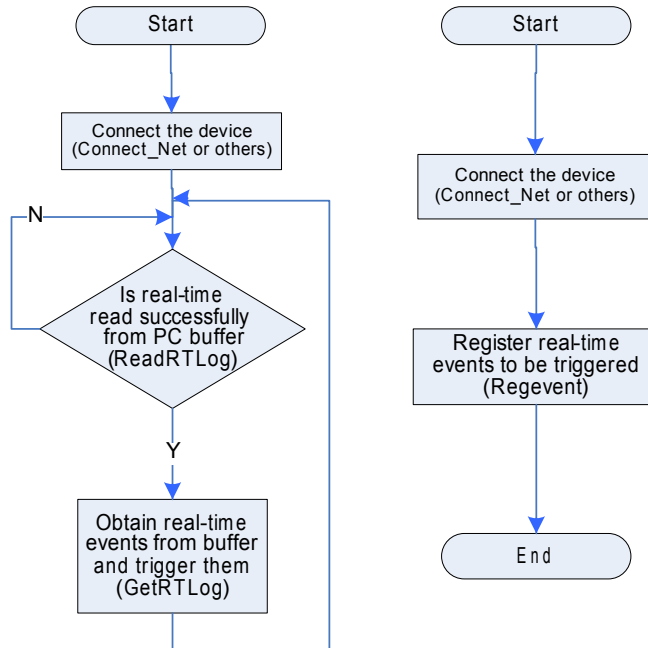 Start
Connect the device
(Connect_Net or others)
N
Is real-time
read successfully
from PC buffer
(ReadRTLog)
Y
Obtain real-time
events from buffer
and trigger them
(GetRTLog)
Start
Connect the device
(Connect_Net or others)
Register real-time
events to be triggered
(Regevent)
End